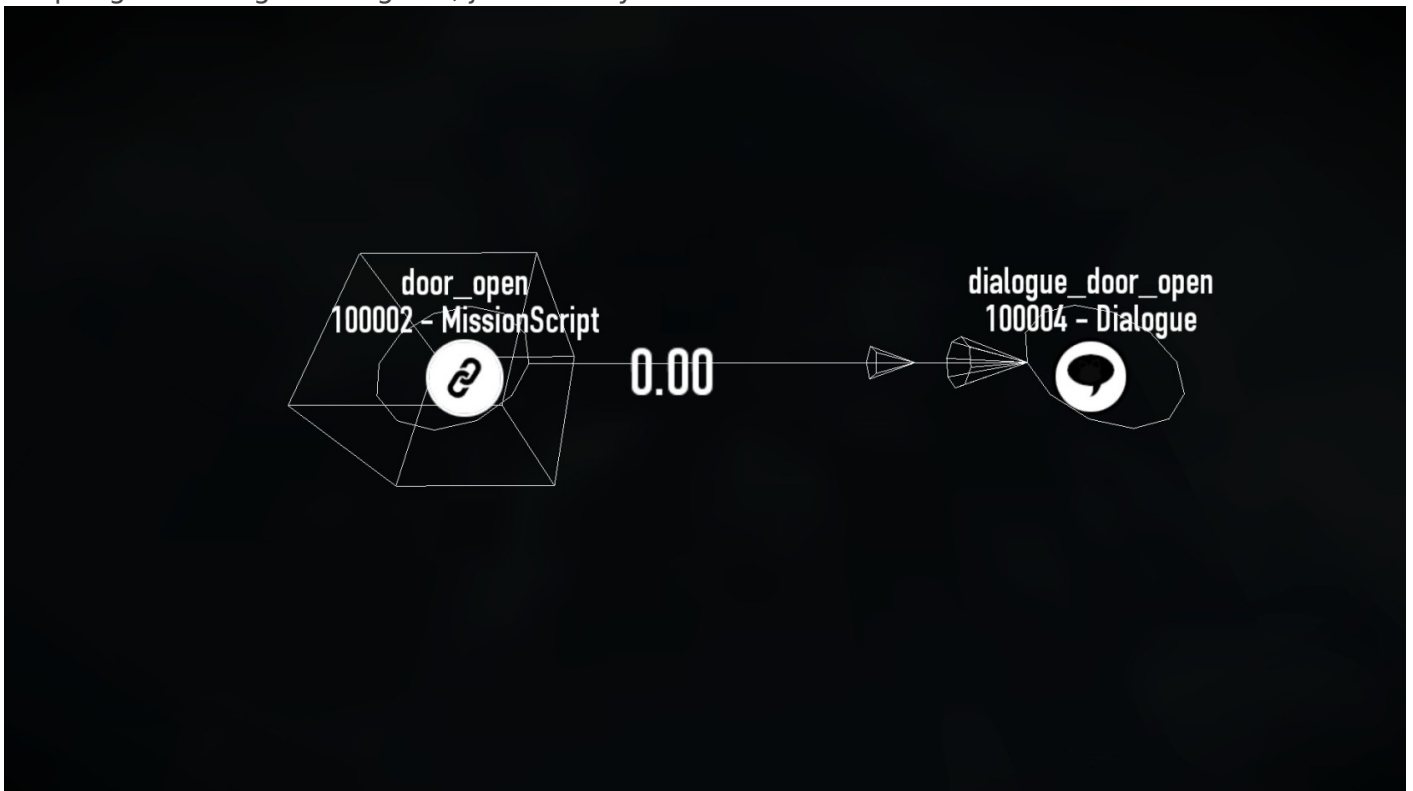 door_open
100002 - MissionScript
0.00
dialogue_door_open
100004 - Dialogue